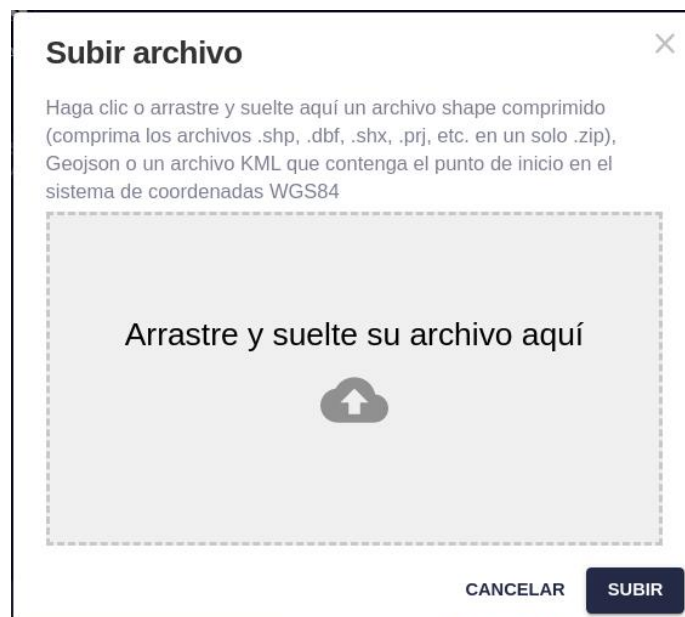 Subir archivo
Haga clic o arrastre y suelte aquí un archivo shape comprimido
(comprima los archivos .shp, .dbf, .shx, .prj, etc. en un solo .zip),
Geojson o un archivo KML que contenga el punto de inicio en el
sistema de coordenadas WGS84
Arrastre y suelte su archivo aquí
CANCELAR SUBIR